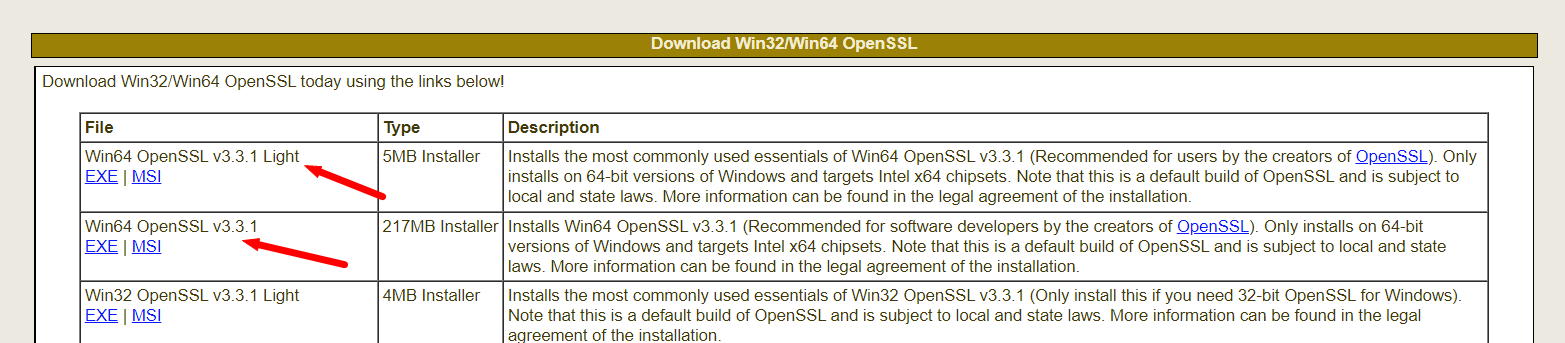 Download Win32/Win64 OpenSSL
Download Win32/Win64 OpenSSL today using the links below!
File Type Description
Win64 OpenSSL v3.3.1 Light
EXE | MSI
5MB Installer
Installs the most commonly used essentials of Win64 OpenSSL v3.3.1 (Recommended for users by the creators of OpenSSL). Only
installs on 64-bit versions of Windows and targets Intel x64 chipsets. Note that this is a default build of OpenSSL and is subject to
local and state laws. More information can be found in the legal agreement of the installation.
Win64 OpenSSL v3.3.1
EXE | MSI
217MB Installer
Installs Win64 OpenSSL v3.3.1 (Recommended for software developers by the creators of OpenSSL). Only installs on 64-bit
versions of Windows and targets Intel x64 chipsets. Note that this is a default build of OpenSSL and is subject to local and state
laws. More information can be found in the legal agreement of the installation.
Win32 OpenSSL v3.3.1 Light
EXE | MSI
4MB Installer
Installs the most commonly used essentials of Win32 OpenSSL v3.3.1 (Only install this if you need 32-bit OpenSSL for Windows).
Note that this is a default build of OpenSSL and is subject to local and state laws. More information can be found in the legal
agreement of the installation.